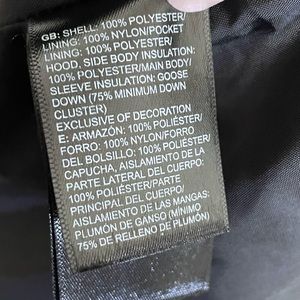 GB: SHELL: 100% POLYESTER/
LINING: 100% NYLON/POCKET
LINING: 100% POLYESTER/
HOOD, SIDE BODY INSULATION:
100% POLYESTER/MAIN BODY/
SLEEVE INSULATION: GOOSE
DOWN (75% MINIMUM DOWN
CLUSTER)
EXCLUSIVE OF DECORATION
E: ARMAZÓN: 100% POLIÉSTER/
FORRO: 100% NYLON/FORRO
DEL BOLSILLO: 100% POLIÉSTER/
CAPUCHA, AISLAMIENTO DE LA
PARTE LATERAL DEL CUERPO:
100% POLIÉSTER/PARTE
PRINCIPAL DEL CUERPO/
AISLAMIENTO DE LAS MANGAS:
PLUMÓN DE GANSO (MÍNIMO
75% DE RELLENO DE PLUMÓN)